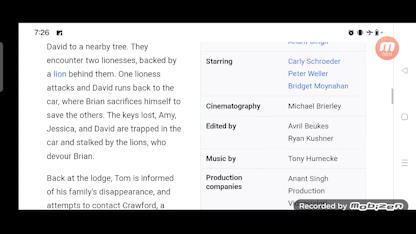 7:26
David to a nearby tree. They
encounter two lionesses, backed by
a lion behind them. One lioness
attacks and David runs back to the
car, where Brian sacrifices himself to
save the others. The keys lost, Amy,
Jessica, and David are trapped in the
car and stalked by the lions, who
devour Brian.
Back at the lodge, Tom is informed
of his family's disappearance, and
attempts to contact Crawford, a
Anant Singh
Starring
Carly Schroeder
Peter Weller
Bridget Moynahan
Cinematography
Michael Brierley
Edited by
Avril Beukes
Ryan Kushner
Music by
Tony Humecke
Production
companies
Anant Singh
Production
Recorded by Mobizen